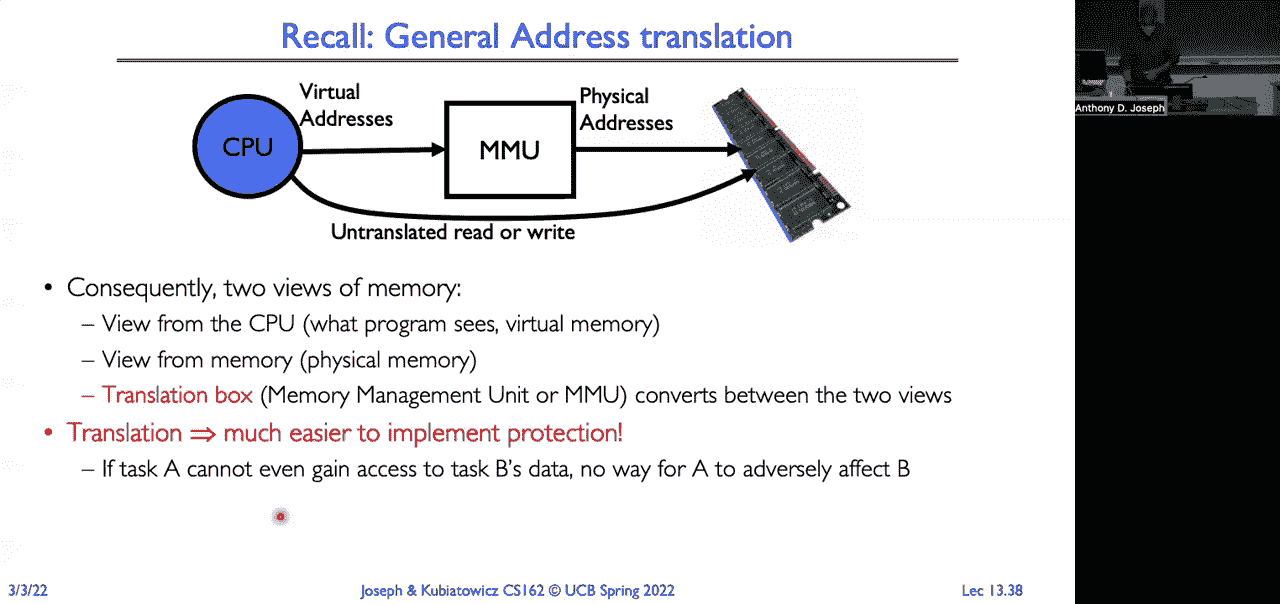 Recall: General Address translation
Virtual
Addresses
Physical
Addresses
CPU
MMU
Untranslated read or write
Anthony D. Joseph
• Consequently, two views of memory:
– View from the CPU (what program sees, virtual memory)
– View from memory (physical memory)
– Translation box (Memory Management Unit or MMU) converts between the two views
• Translation ⇒ much easier to implement protection!
– If task A cannot even gain access to task B's data, no way for A to adversely affect B
3/3/22
Joseph & Kubiatowicz CS162 © UCB Spring 2022
Lec 13.38